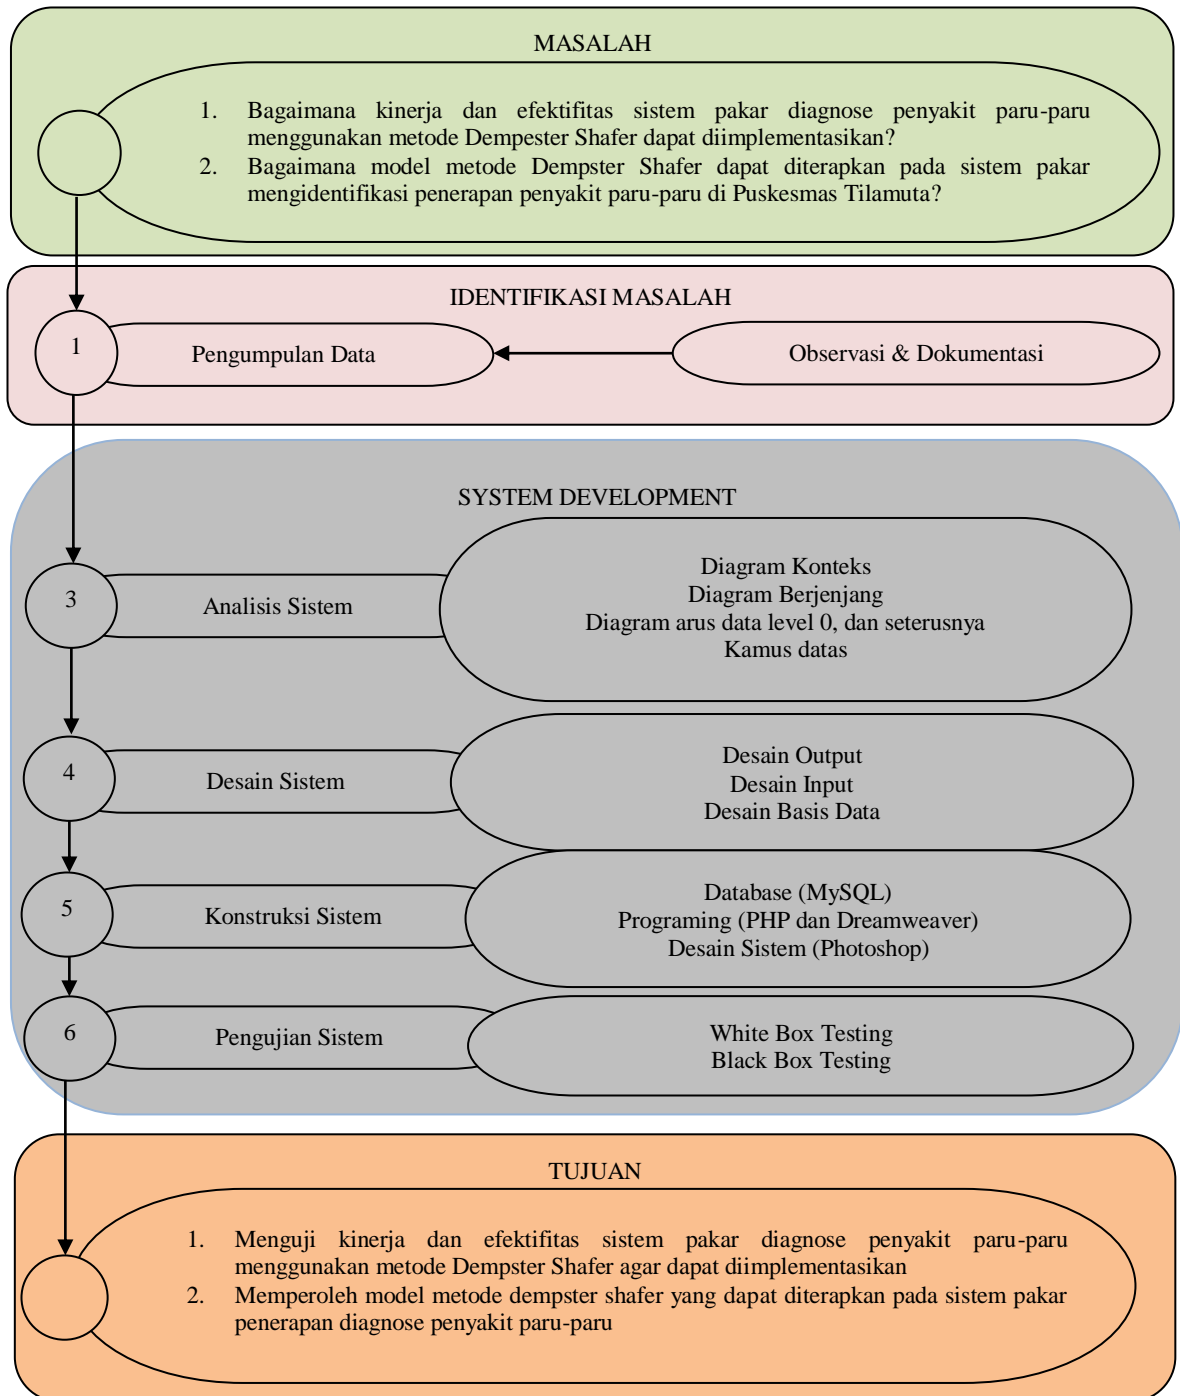 MASALAH
1. Bagaimana kinerja dan efektifitas sistem pakar diagnose penyakit paru-paru
menggunakan metode Dempester Shafer dapat diimplementasikan?
2. Bagaimana model metode Dempster Shafer dapat diterapkan pada sistem pakar
mengidentifikasi penerapan penyakit paru-paru di Puskesmas Tilamuta?
IDENTIFIKASI MASALAH
1
Pengumpulan Data
Observasi & Dokumentasi
SYSTEM DEVELOPMENT
3
Analisis Sistem
Diagram Konteks
Diagram Berjenjang
Diagram arus data level 0, dan seterusnya
Kamus datas
4
Desain Sistem
Desain Output
Desain Input
Desain Basis Data
5
Konstruksi Sistem
Database (MySQL)
Programing (PHP dan Dreamweaver)
Desain Sistem (Photoshop)
6
Pengujian Sistem
White Box Testing
Black Box Testing
TUJUAN
1. Menguji kinerja dan efektifitas sistem pakar diagnose penyakit paru-paru
menggunakan metode Dempster Shafer agar dapat diimplementasikan
2. Memperoleh model metode dempster shafer yang dapat diterapkan pada sistem pakar
penerapan diagnose penyakit paru-paru